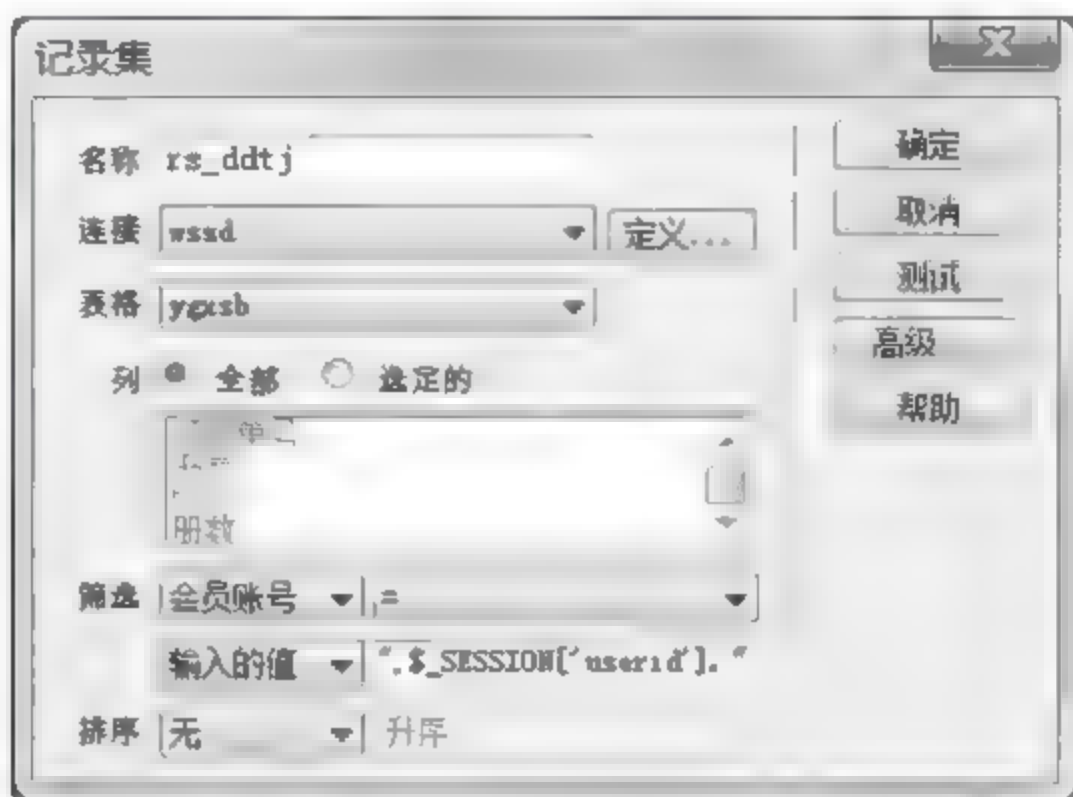 记录集
名称 rs_ddtj
确定
连接 wssd 定义...
取消
表格 ygxsb
测试
列 全部 选定的
高级
帮助
册数
筛选 会员账号 =
输入的值 ".$_SESSION['userid']."
排序 无 升序